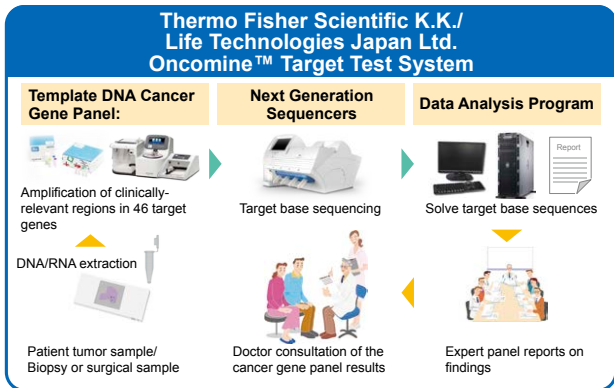 Thermo Fisher Scientific K.K./
Life Technologies Japan Ltd.
Oncomine™ Target Test System
Template DNA Cancer
Gene Panel:
Next Generation
Sequencers
Data Analysis Program
Report
Amplification of clinically-
relevant regions in 46 target
genes
Target base sequencing
Solve target base sequences
DNA/RNA extraction
Patient tumor sample/
Biopsy or surgical sample
Doctor consultation of the
cancer gene panel results
Expert panel reports on
findings